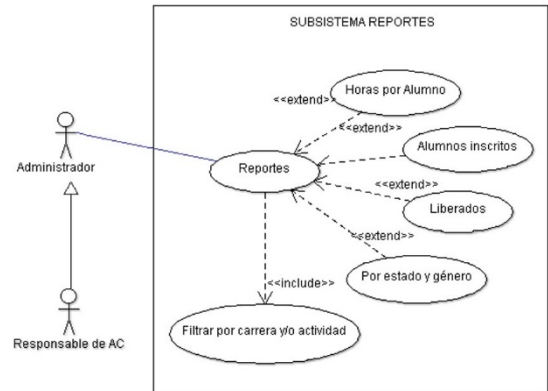 SUBSISTEMA REPORTES
Horas por Alumno
<<extend>>
<<extend>>
Alumnos inscritos
Administrador
Reportes
<<extend>>
Liberados
<<extend>>
Por estado y género
<<include>>
Filtrar por carrera y/o actividad
Responsable de AC